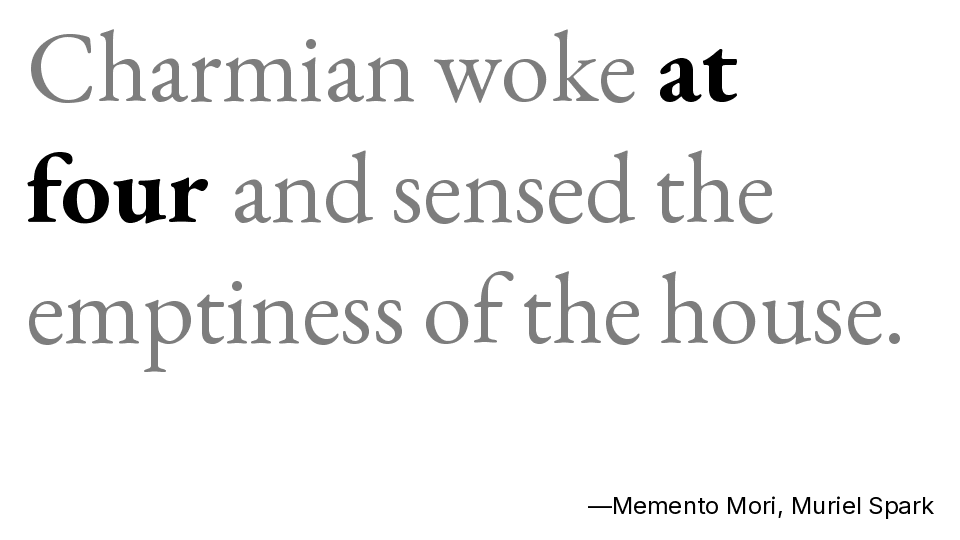 Charmian woke at
four and sensed the
emptiness of the house.
—Memento Mori, Muriel Spark